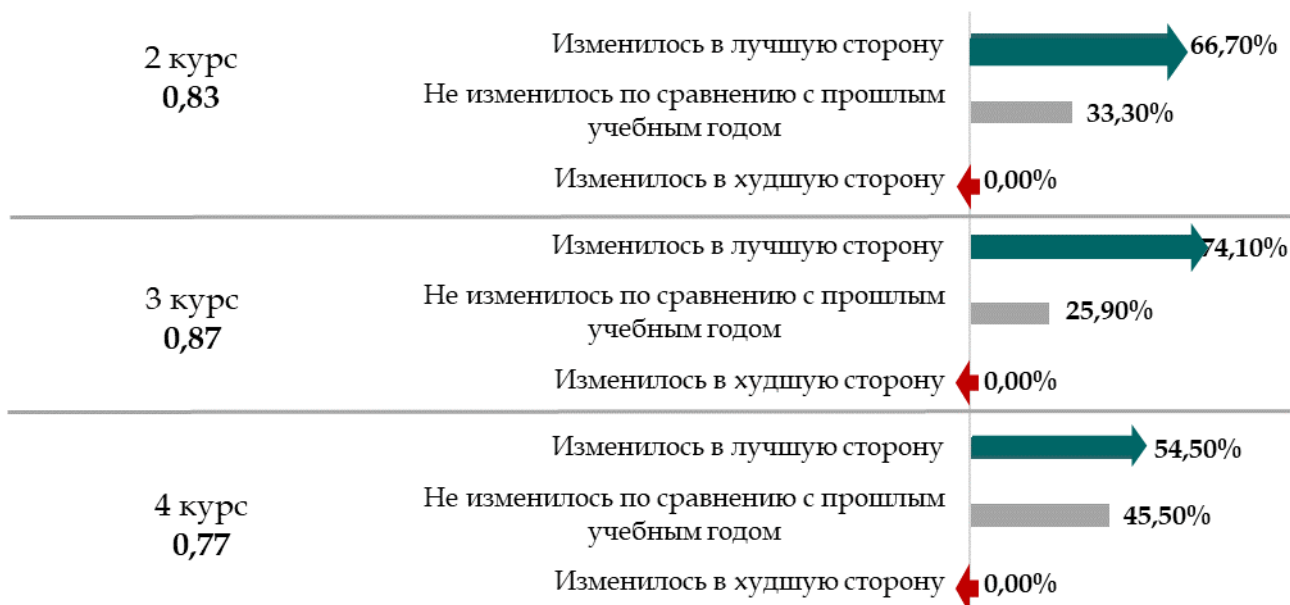 2 курс
0,83
Изменилось в лучшую сторону
66,70%
Не изменилось по сравнению с прошлым
учебным годом
33,30%
Изменилось в худшую сторону
0,00%
3 курс
0,87
Изменилось в лучшую сторону
74,10%
Не изменилось по сравнению с прошлым
учебным годом
25,90%
Изменилось в худшую сторону
0,00%
4 курс
0,77
Изменилось в лучшую сторону
54,50%
Не изменилось по сравнению с прошлым
учебным годом
45,50%
Изменилось в худшую сторону
0,00%